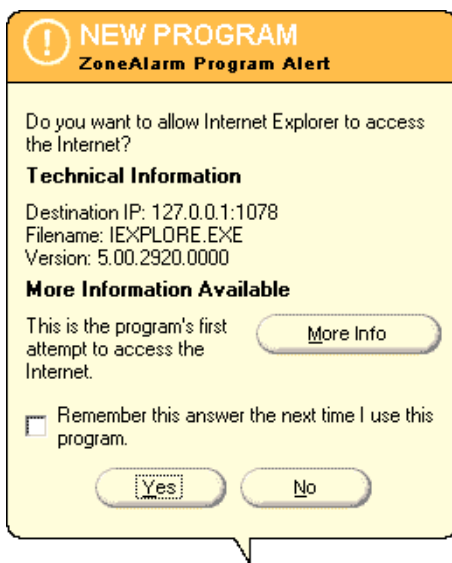 NEW PROGRAM
ZoneAlarm Program Alert
Do you want to allow Internet Explorer to access
the Internet?
Technical Information
Destination IP: 127.0.0.1:1078
Filename: IEXPLORE.EXE
Version: 5.00.2920.0000
More Information Available
This is the program's first
attempt to access the
Internet.
More Info
Remember this answer the next time I use this
program.
Yes
No